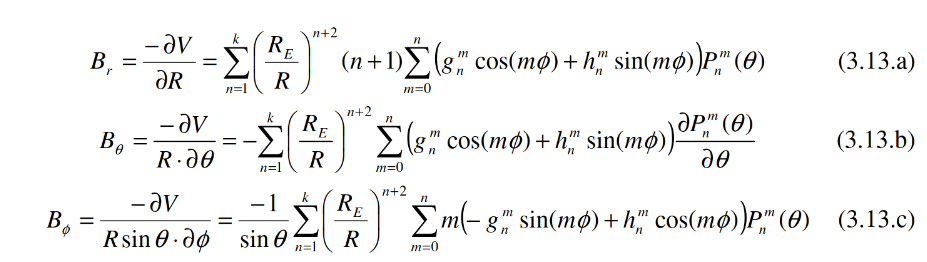 B_r = \frac{-\partial V}{\partial R} = \sum_{n=1}^{k} \left( \frac{R_E}{R} \right)^{n+2} (n+1) \sum_{m=0}^{n} \left( g_n^m \cos(m\phi) + h_n^m \sin(m\phi) \right) P_n^m(\theta) (3.13.a)
B_\theta = \frac{-\partial V}{R \cdot \partial \theta} = -\sum_{n=1}^{k} \left( \frac{R_E}{R} \right)^{n+2} \sum_{m=0}^{n} \left( g_n^m \cos(m\phi) + h_n^m \sin(m\phi) \right) \frac{\partial P_n^m(\theta)}{\partial \theta} (3.13.b)
B_\phi = \frac{-\partial V}{R \sin\theta \cdot \partial \phi} = \frac{-1}{\sin\theta} \sum_{n=1}^{k} \left( \frac{R_E}{R} \right)^{n+2} \sum_{m=0}^{n} m \left( -g_n^m \sin(m\phi) + h_n^m \cos(m\phi) \right) P_n^m(\theta) (3.13.c)